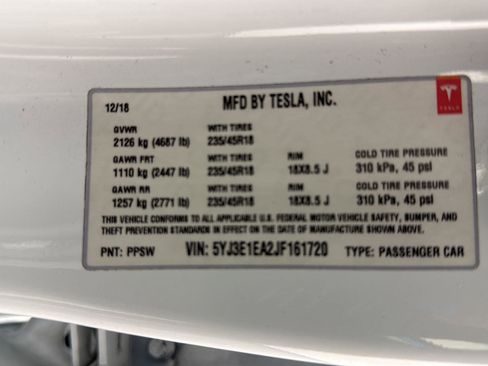 12/18 MFD BY TESLA, INC. TESLA
GVWR WITH TIRES
2126 kg (4687 lb) 235/45R18
GAWR FRT WITH TIRES RIM COLD TIRE PRESSURE
1110 kg (2447 lb) 235/45R18 18X8.5 J 310 kPa, 45 psi
GAWR RR WITH TIRES RIM COLD TIRE PRESSURE
1257 kg (2771 lb) 235/45R18 18X8.5 J 310 kPa, 45 psi
THIS VEHICLE CONFORMS TO ALL APPLICABLE U.S. FEDERAL MOTOR VEHICLE SAFETY, BUMPER, AND
THEFT PREVENTION STANDARDS IN EFFECT ON THE DATE OF MANUFACTURE SHOWN ABOVE.
PNT: PPSW VIN: 5YJ3E1EA2JF161720 TYPE: PASSENGER CAR